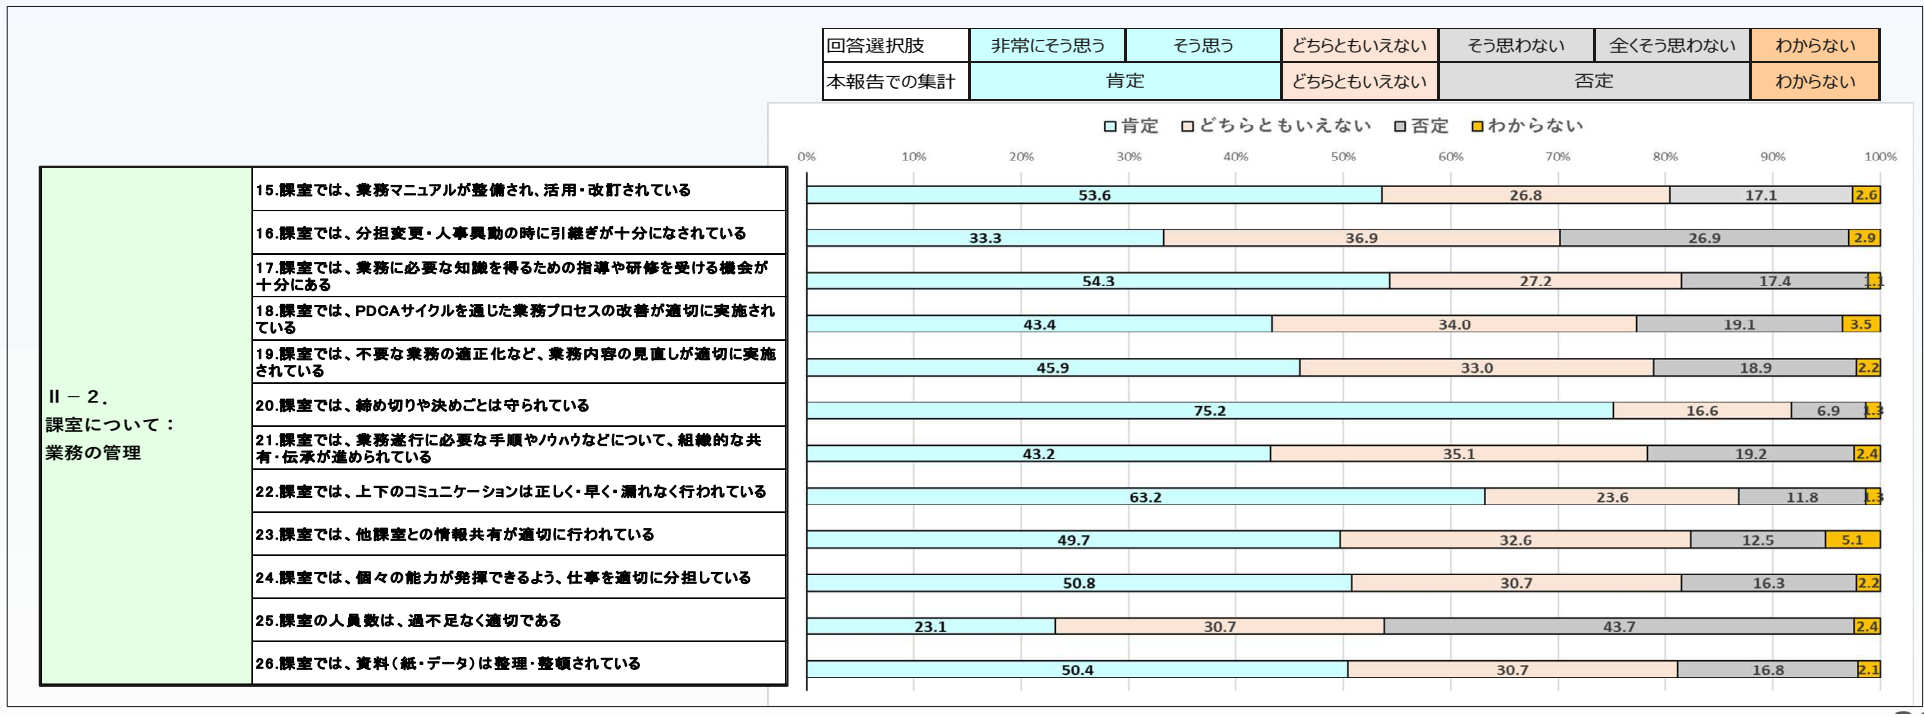 回答選択肢 非常にそう思う そう思う どちらともいえない そう思わない 全くそう思わない わからない
本報告での集計 肯定 どちらともいえない 否定 わからない
肯定 どちらともいえない 否定 わからない
0% 10% 20% 30% 40% 50% 60% 70% 80% 90% 100%
Ⅱ－２．
課室について：
業務の管理
15.課室では、業務マニュアルが整備され、活用・改訂されている
53.6 26.8 17.1 2.6
16.課室では、分担変更・人事異動の時に引継ぎが十分になされている
33.3 36.9 26.9 2.9
17.課室では、業務に必要な知識を得るための指導や研修を受ける機会が
十分にある
54.3 27.2 17.4 1.1
18.課室では、PDCAサイクルを通じた業務プロセスの改善が適切に実施され
ている
43.4 34.0 19.1 3.5
19.課室では、不要な業務の適正化など、業務内容の見直しが適切に実施
されている
45.9 33.0 18.9 2.2
20.課室では、締め切りや決めごとは守られている
75.2 16.6 6.9 1.3
21.課室では、業務遂行に必要な手順やﾉｳﾊｳなどについて、組織的な共
有・伝承が進められている
43.2 35.1 19.2 2.4
22.課室では、上下のコミュニケーションは正しく・早く・漏れなく行われている
63.2 23.6 11.8 1.3
23.課室では、他課室との情報共有が適切に行われている
49.7 32.6 12.5 5.1
24.課室では、個々の能力が発揮できるよう、仕事を適切に分担している
50.8 30.7 16.3 2.2
25.課室の人員数は、過不足なく適切である
23.1 30.7 43.7 2.4
26.課室では、資料（紙・データ）は整理・整頓されている
50.4 30.7 16.8 2.1